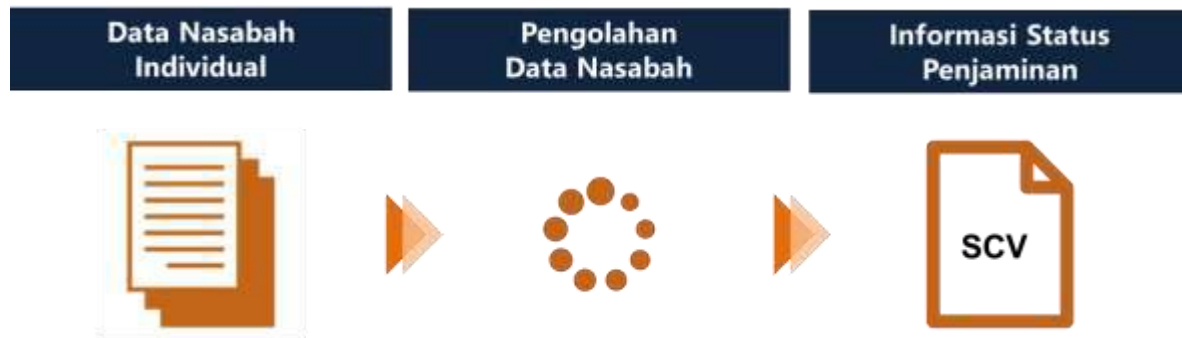 Data Nasabah
Individual
Pengolahan
Data Nasabah
Informasi Status
Penjaminan
SCV